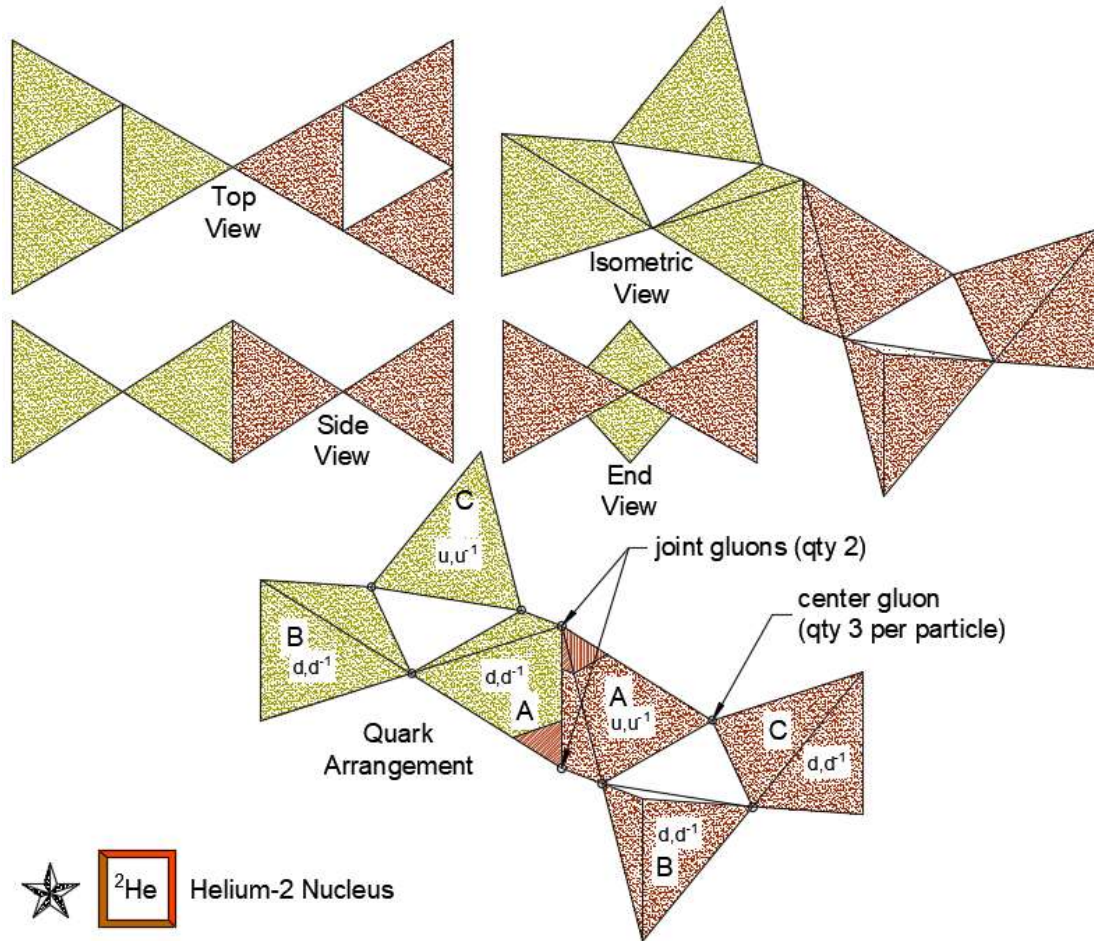 Top
View
Isometric
View
Side
View
End
View
C
u,u⁻¹
joint gluons (qty 2)
center gluon
(qty 3 per particle)
B
d,d⁻¹
d,d⁻¹
A
A
u,u⁻¹
C
d,d⁻¹
Quark
Arrangement
d,d⁻¹
B
²He
Helium-2 Nucleus